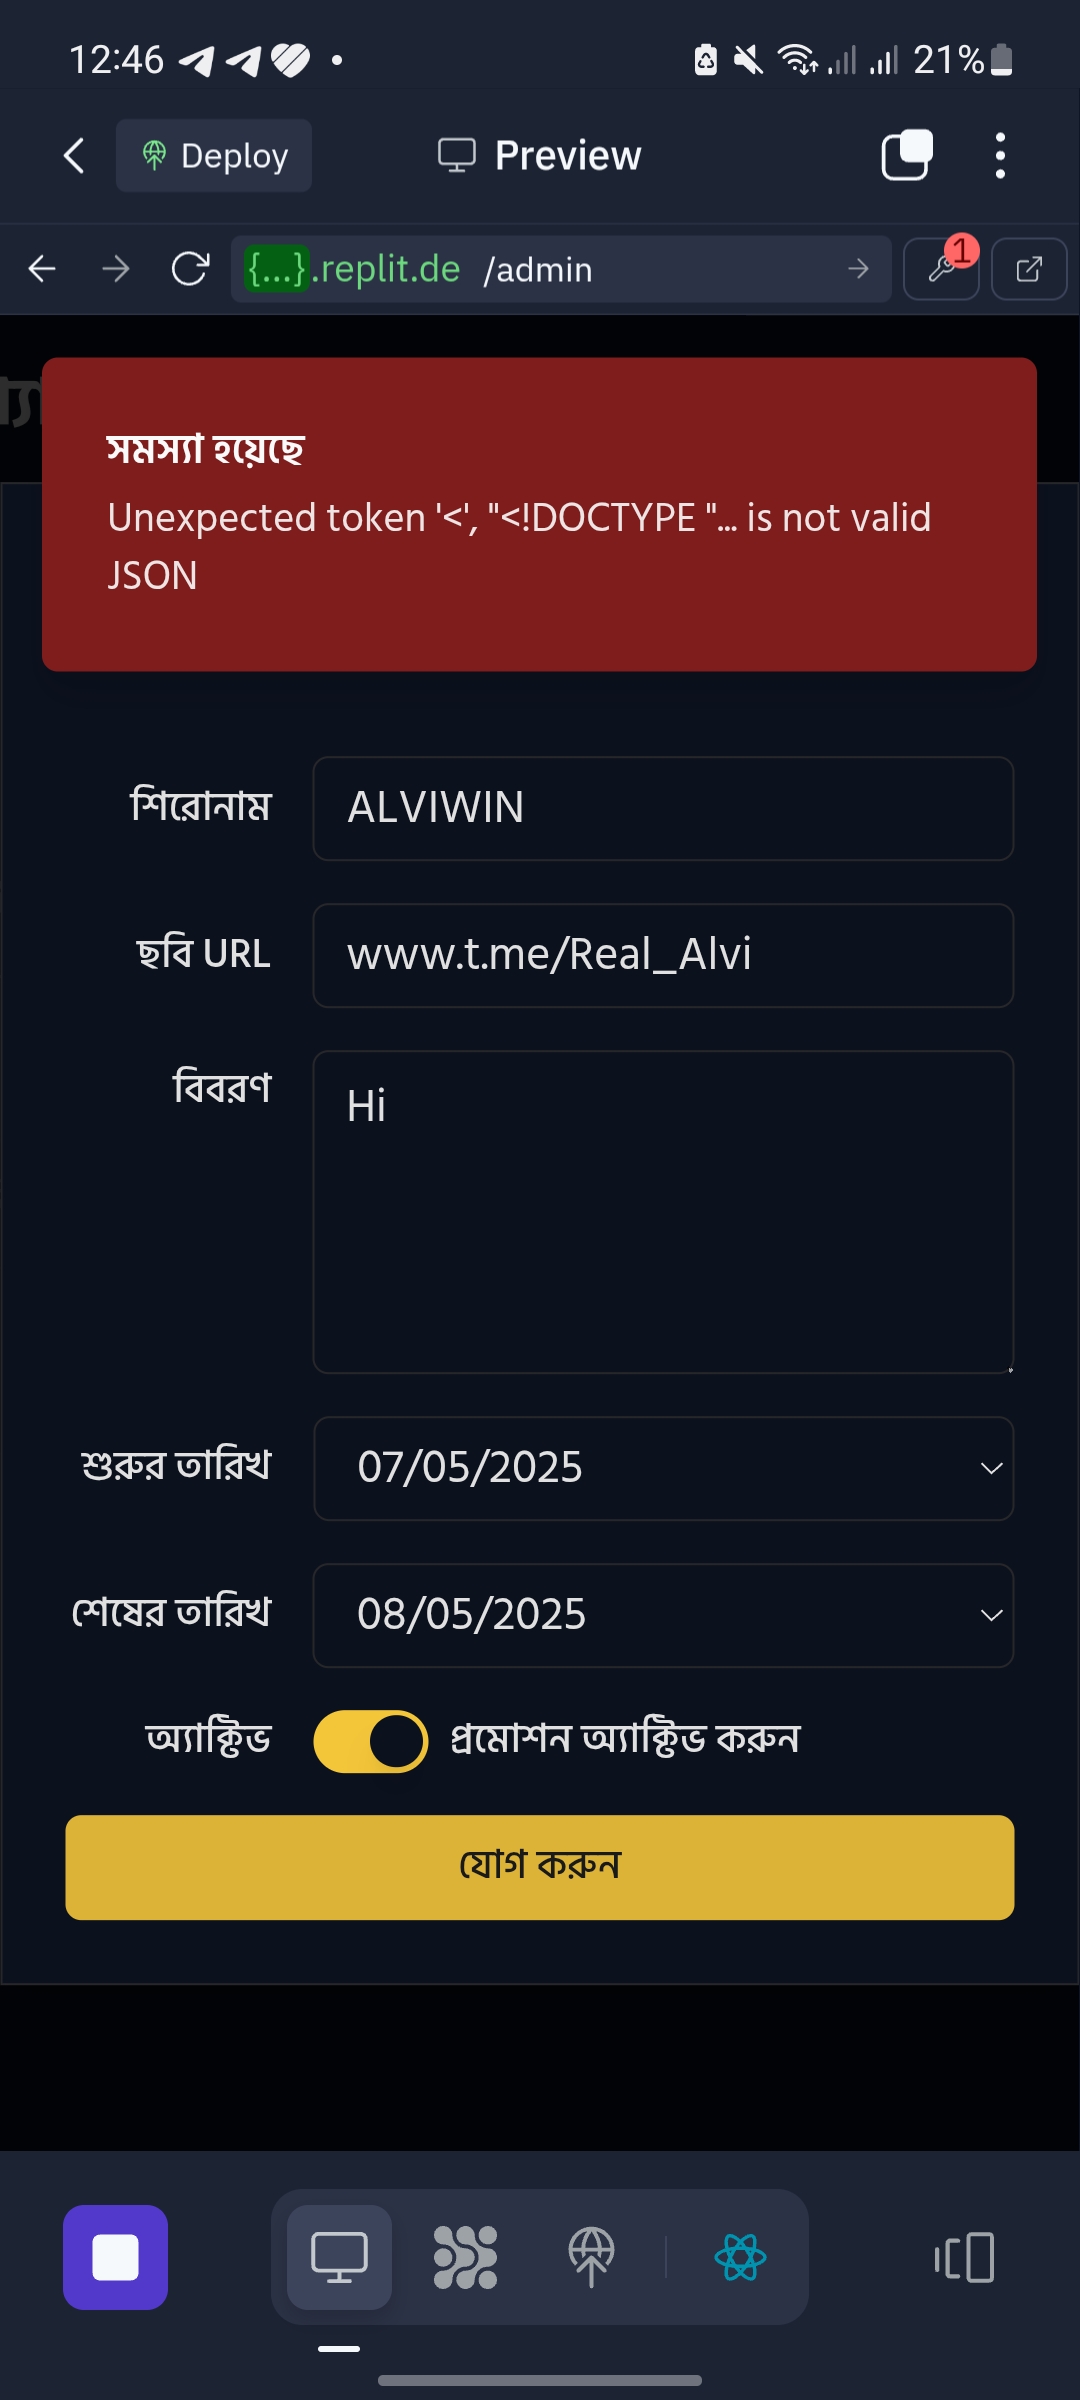 12:46
21%
Deploy
Preview
{...}.replit.de /admin
1
সমস্যা হয়েছে
Unexpected token '<', "<!DOCTYPE "... is not valid
JSON
শিরোনাম
ALVIWIN
ছবি URL
www.t.me/Real_Alvi
বিবরণ
Hi
শুরুর তারিখ
07/05/2025
শেষের তারিখ
08/05/2025
অ্যাক্টিভ
প্রমোশন অ্যাক্টিভ করুন
যোগ করুন